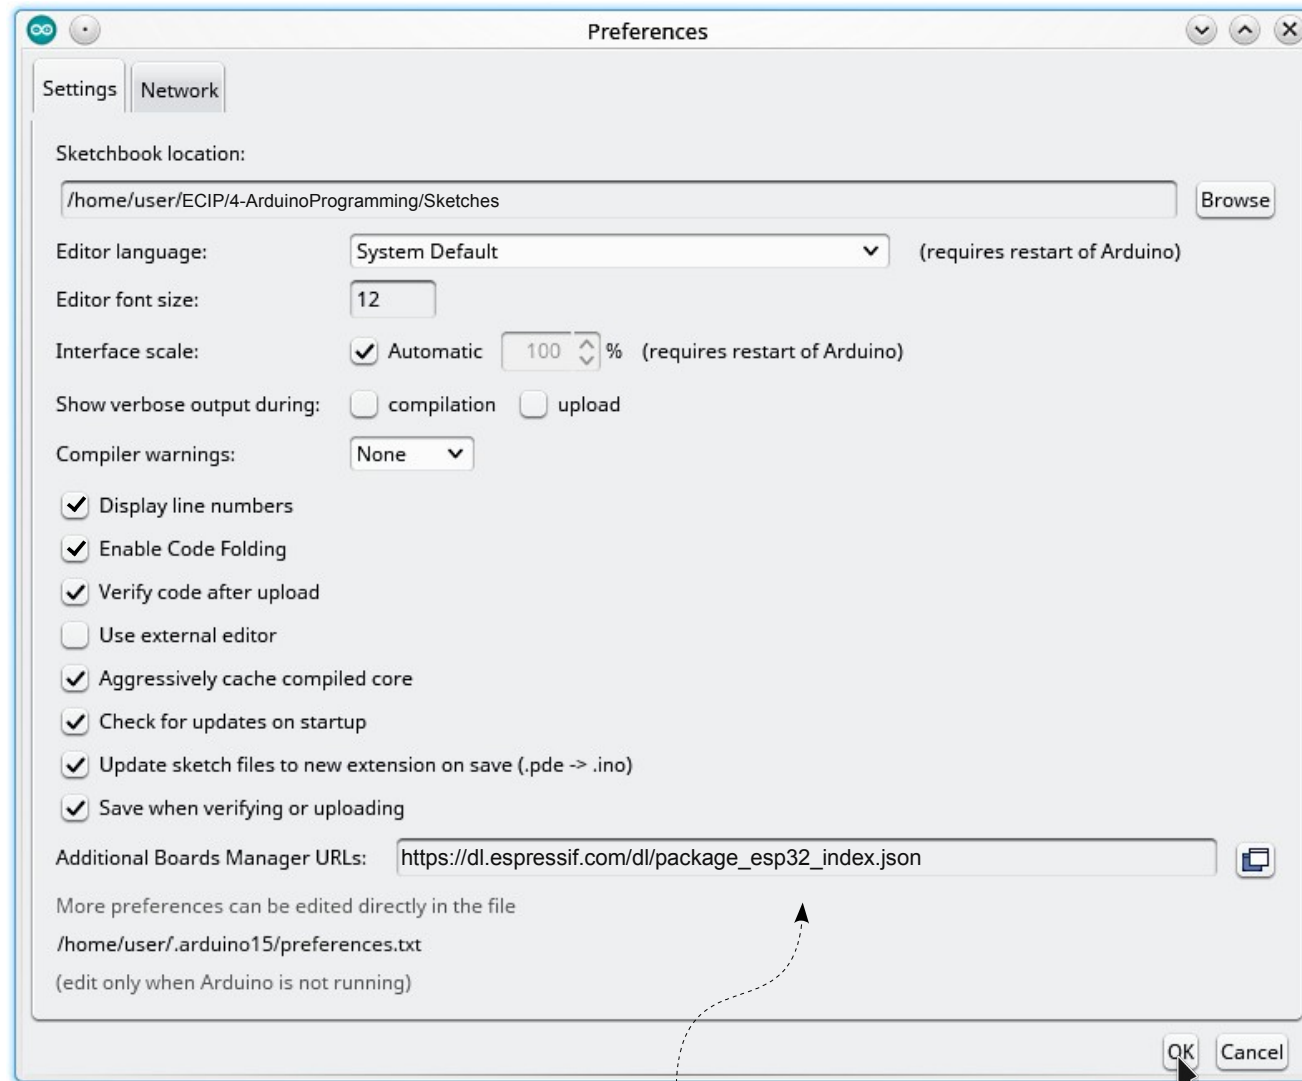 Preferences
Settings Network
Sketchbook location:
/home/user/ECIP/4-ArduinoProgramming/Sketches Browse
Editor language: System Default (requires restart of Arduino)
Editor font size: 12
Interface scale: Automatic 100 % (requires restart of Arduino)
Show verbose output during: compilation upload
Compiler warnings: None
Display line numbers
Enable Code Folding
Verify code after upload
Use external editor
Aggressively cache compiled core
Check for updates on startup
Update sketch files to new extension on save (.pde -> .ino)
Save when verifying or uploading
Additional Boards Manager URLs: https://dl.espressif.com/dl/package_esp32_index.json
More preferences can be edited directly in the file
/home/user/.arduino15/preferences.txt
(edit only when Arduino is not running)
OK Cancel